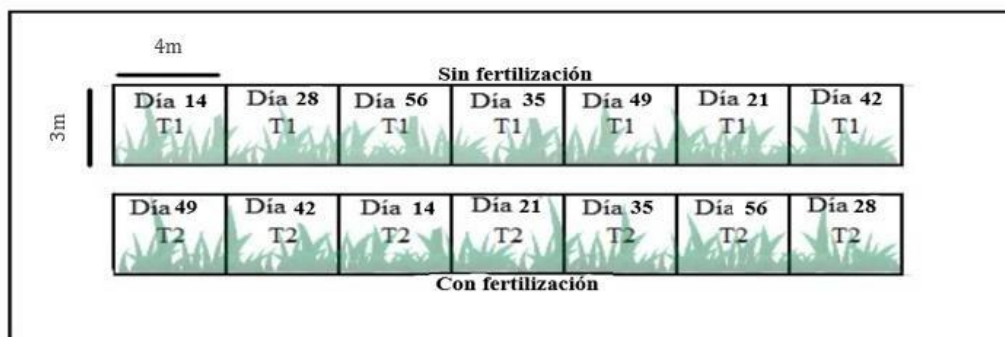 4m
Sin fertilización
3m
Día 14 Día 28 Día 56 Día 35 Día 49 Día 21 Día 42
T1 T1 T1 T1 T1 T1 T1
Día 49 Día 42 Día 14 Día 21 Día 35 Día 56 Día 28
T2 T2 T2 T2 T2 T2 T2
Con fertilización